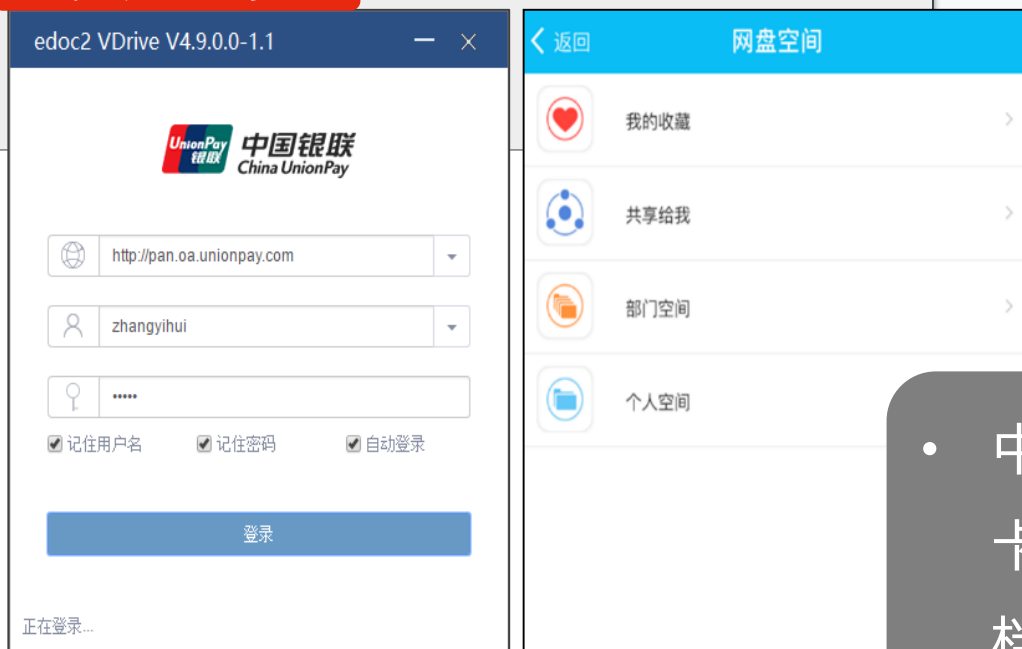 edoc2 VDrive V4.9.0.0-1.1
UnionPay
银联
中国银联
China UnionPay
http://pan.oa.unionpay.com
zhangyihui
•••••
记住用户名
记住密码
自动登录
登录
正在登录...
返回
网盘空间
我的收藏
共享给我
部门空间
个人空间